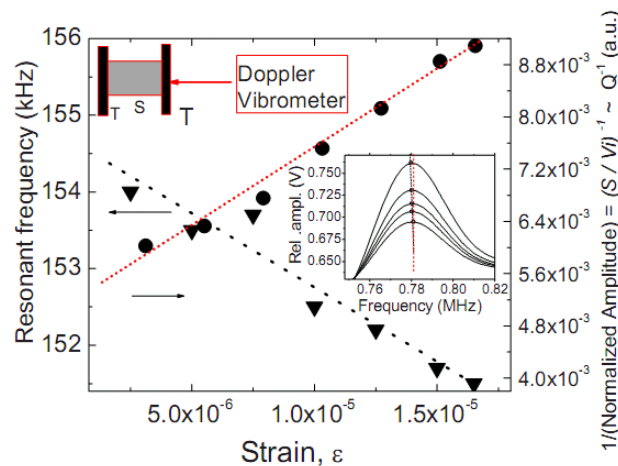 156
155
154
153
152
Resonant frequency (kHz)
T S T
Doppler
Vibrometer
0.750
0.725
0.700
0.675
0.650
Rel .ampl. (V)
0.76 0.78 0.80 0.82
Frequency (MHz)
8.8x10⁻³
8.0x10⁻³
7.2x10⁻³
6.4x10⁻³
5.6x10⁻³
4.8x10⁻³
4.0x10⁻³
1/(Normalized Amplitude) = (S / Vi)⁻¹ ~ Q⁻¹ (a.u.)
5.0x10⁻⁶ 1.0x10⁻⁵ 1.5x10⁻⁵
Strain, ε